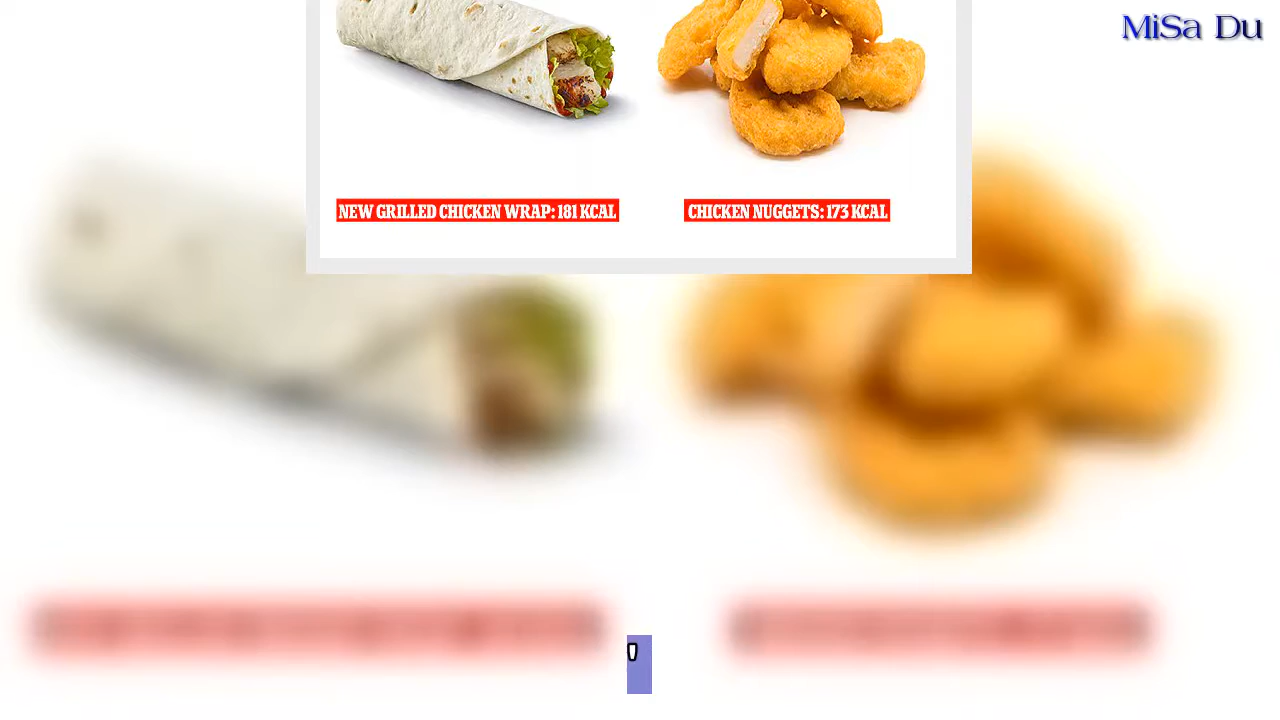 MiSa Du
NEW GRILLED CHICKEN WRAP: 181 KCAL
CHICKEN NUGGETS: 173 KCAL
'